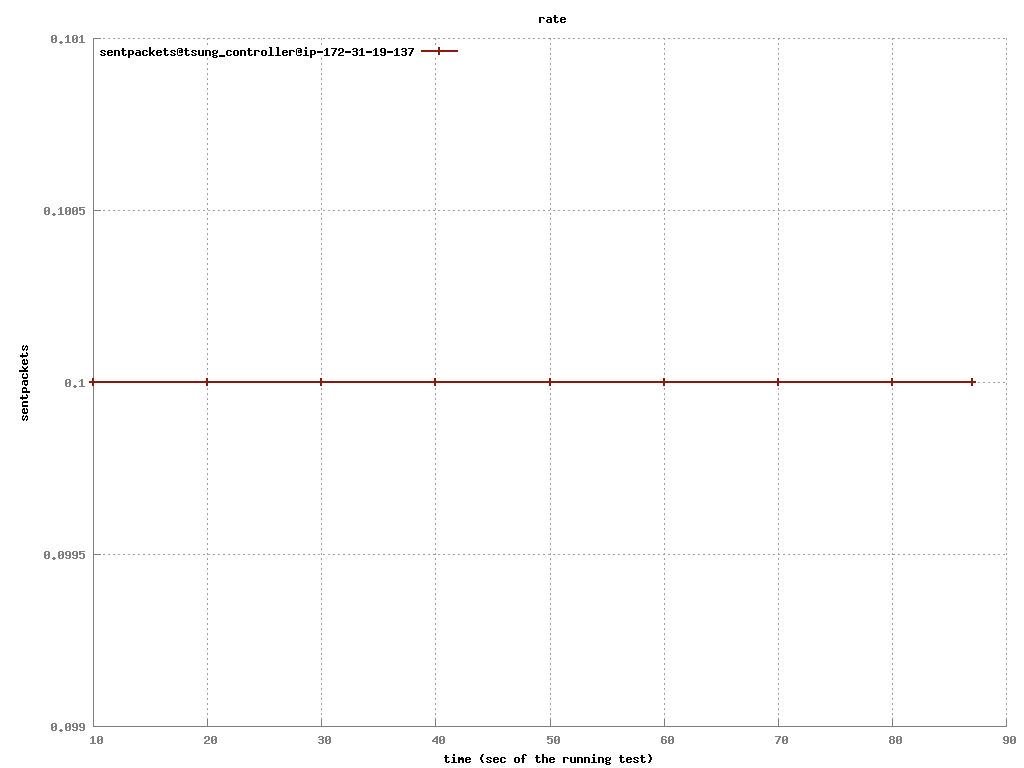 rate
0.101
sentpackets@tsung_controller@ip-172-31-19-137
0.1005
0.1
sentpackets
0.0995
0.099
10 20 30 40 50 60 70 80 90
time (sec of the running test)